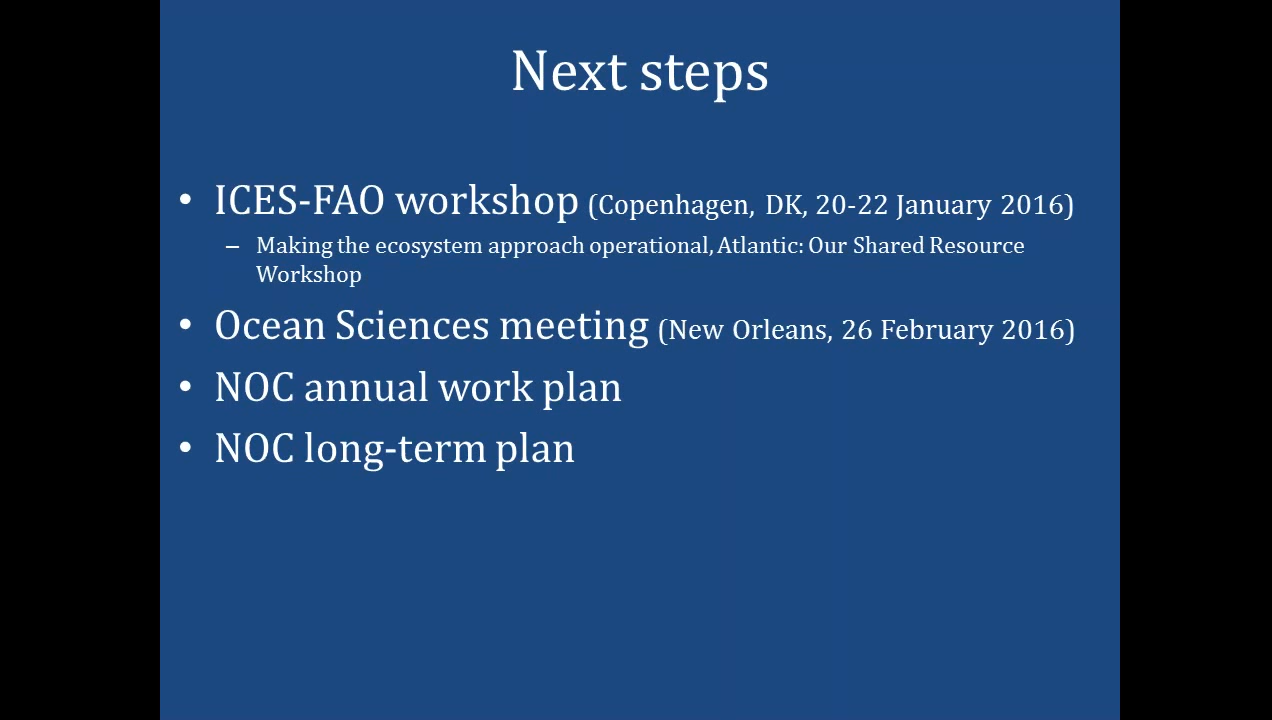 Next steps
• ICES-FAO workshop (Copenhagen, DK, 20-22 January 2016)
– Making the ecosystem approach operational, Atlantic: Our Shared Resource
Workshop
• Ocean Sciences meeting (New Orleans, 26 February 2016)
• NOC annual work plan
• NOC long-term plan